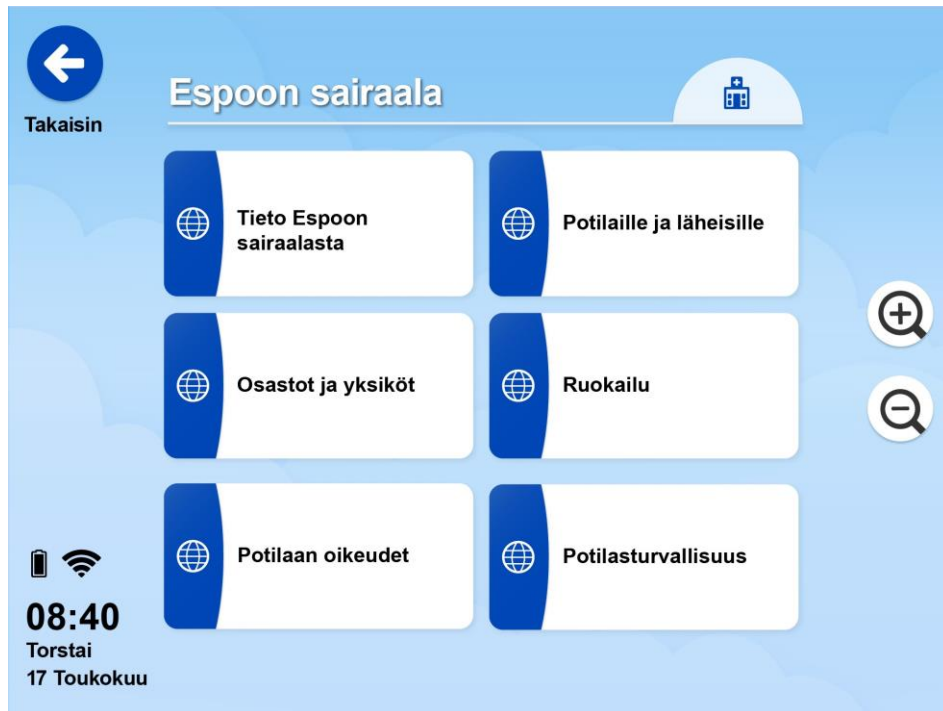 Takaisin
Espoon sairaala
Tieto Espoon
sairaalasta
Potilaille ja läheisille
Osastot ja yksiköt
Ruokailu
Potilaan oikeudet
Potilasturvallisuus
08:40
Torstai
17 Toukokuu